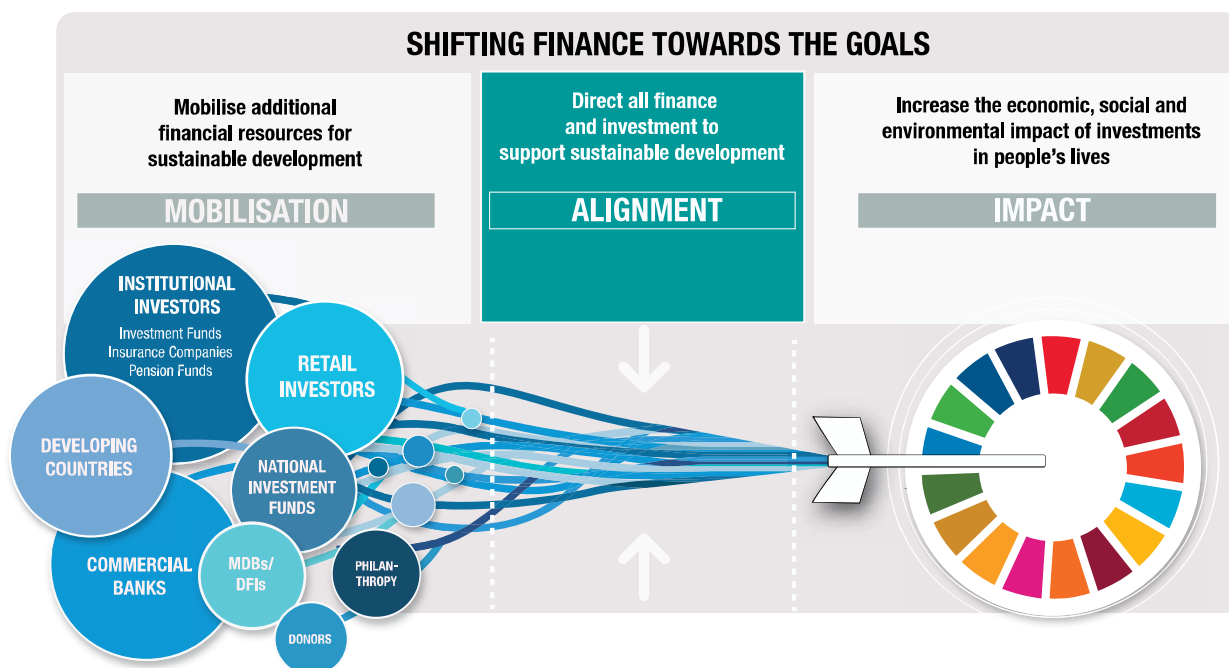 SHIFTING FINANCE TOWARDS THE GOALS
Mobilise additional
financial resources for
sustainable development
MOBILISATION
Direct all finance
and investment to
support sustainable development
ALIGNMENT
Increase the economic, social and
environmental impact of investments
in people’s lives
IMPACT
INSTITUTIONAL
INVESTORS
Investment Funds
Insurance Companies
Pension Funds
RETAIL
INVESTORS
DEVELOPING
COUNTRIES
NATIONAL
INVESTMENT
FUNDS
COMMERCIAL
BANKS
MDBs/
DFIs
PHILAN-
THROPY
DONORS